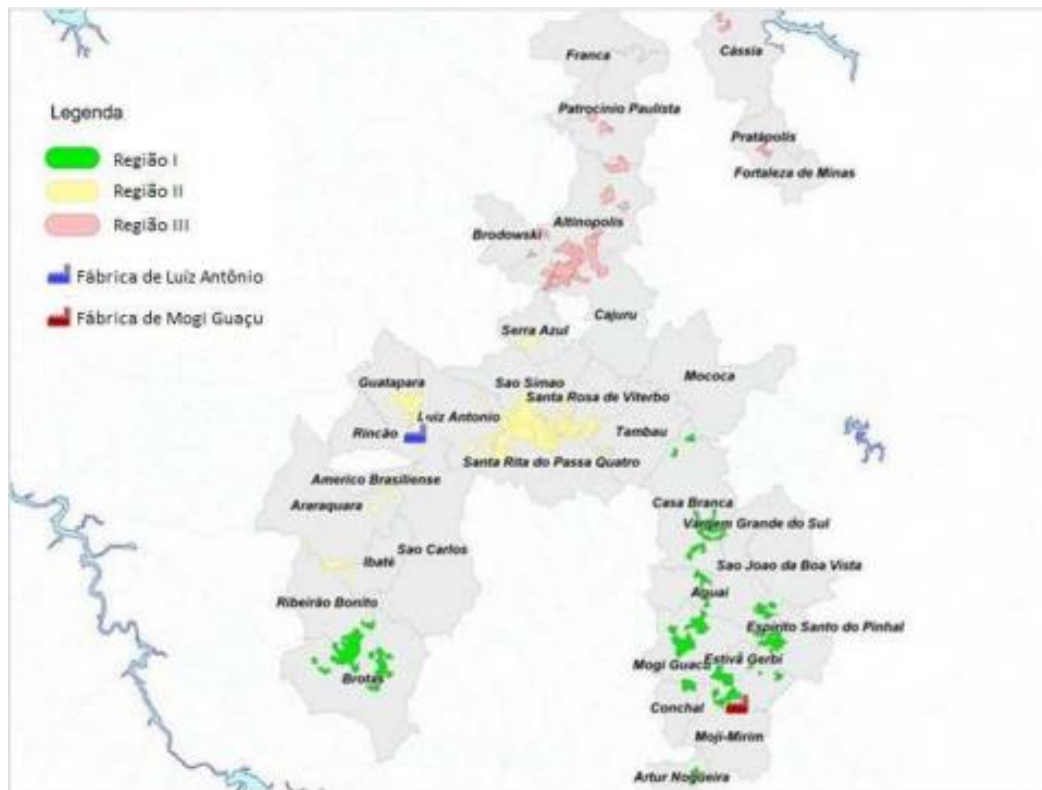 Franca
Cássia
Legenda
Patrocinio Paulista
Pratápolis
Região I
Fortaleza de Minas
Região II
Região III
Altinopolis
Brodowski
Fábrica de Luiz Antônio
Fábrica de Mogi Guaçu
Cajuru
Serra Azul
Mococa
Guatapara
Sao Simao
Santa Rosa de Viterbo
Luiz Antonio
Rincão
Tambau
Santa Rita do Passa Quatro
Americo Brasiliense
Araraquara
Casa Branca
Vargem Grande do Sul
Sao Carlos
Ibaté
Sao Joao da Boa Vista
Aguai
Ribeirão Bonito
Espirito Santo do Pinhal
Estiva Gerbi
Mogi Guacu
Brotas
Conchal
Moji-Mirim
Artur Nogueira